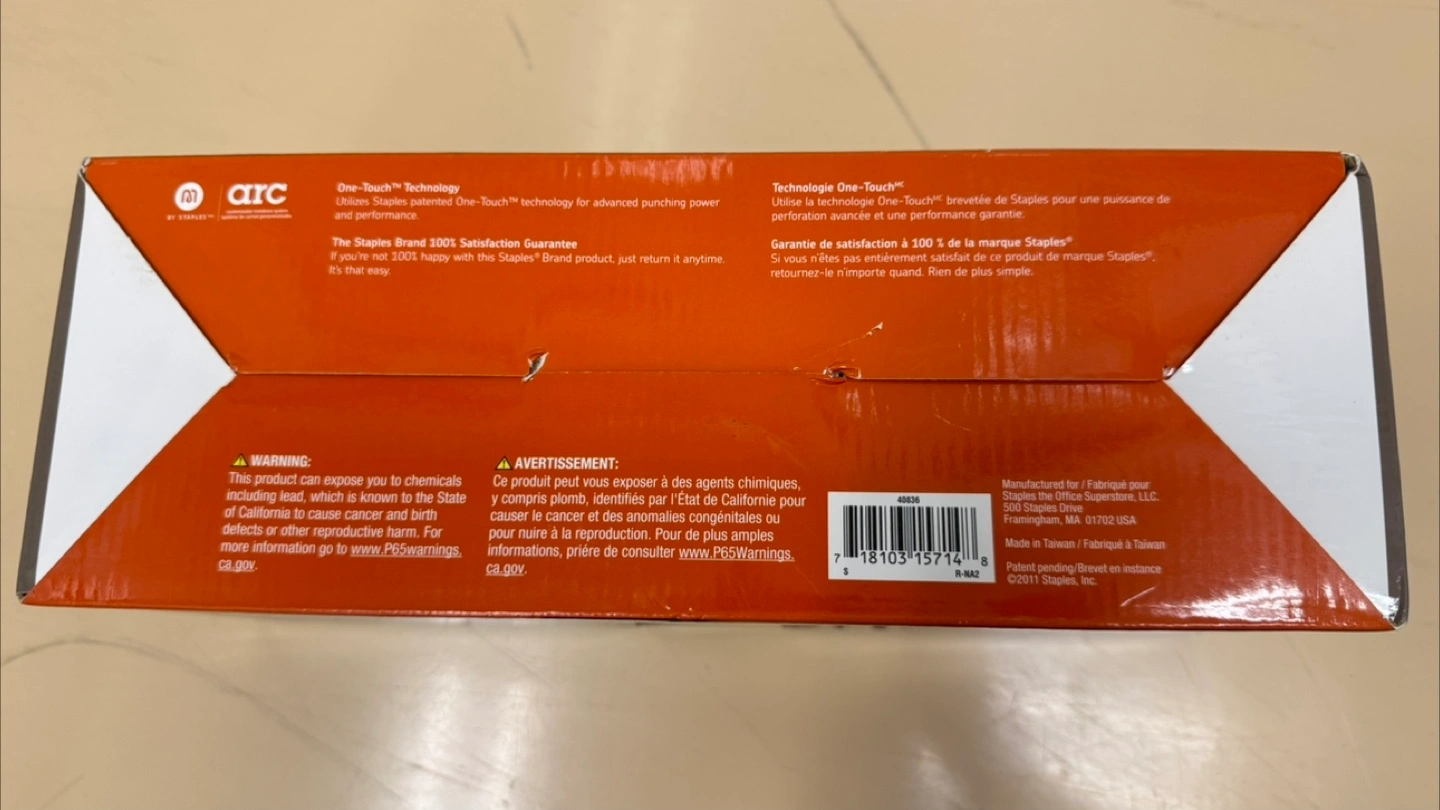 arc
BY STAPLES™
One-Touch™ Technology
Utilizes Staples patented One-Touch™ technology for advanced punching power
and performance.
The Staples Brand 100% Satisfaction Guarantee
If you're not 100% happy with this Staples® Brand product, just return it anytime.
It's that easy.
Technologie One-Touch^MC
Utilise la technologie One-Touch^MC brevetée de Staples pour une puissance de
perforation avancée et une performance garantie.
Garantie de satisfaction à 100 % de la marque Staples®
Si vous n'êtes pas entièrement satisfait de ce produit de marque Staples®,
retournez-le n'importe quand. Rien de plus simple.
WARNING:
This product can expose you to chemicals
including lead, which is known to the State
of California to cause cancer and birth
defects or other reproductive harm. For
more information go to www.P65warnings.
ca.gov.
AVERTISSEMENT:
Ce produit peut vous exposer à des agents chimiques,
y compris plomb, identifiés par l'État de Californie pour
causer le cancer et des anomalies congénitales ou
pour nuire à la reproduction. Pour de plus amples
informations, priére de consulter www.P65Warnings.
ca.gov.
40836
7 18103 15714 8
S R-NA2
Manufactured for / Fabriqué pour
Staples the Office Superstore, LLC.
500 Staples Drive
Framingham, MA 01702 USA
Made in Taiwan / Fabriqué à Taiwan
Patent pending/Brevet en instance
©2011 Staples, Inc.